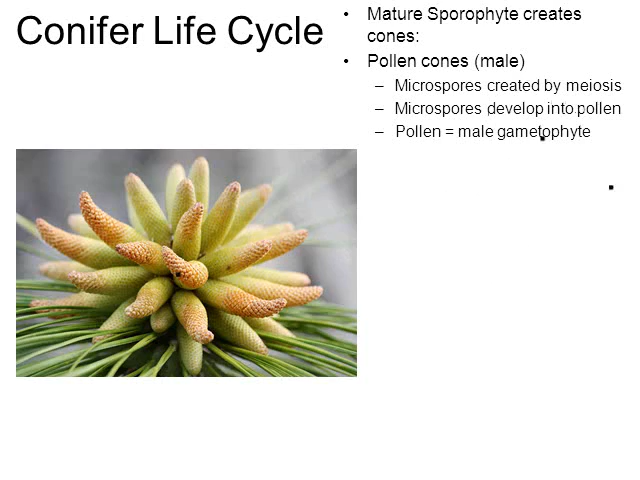 Conifer Life Cycle
• Mature Sporophyte creates
cones:
• Pollen cones (male)
– Microspores created by meiosis
– Microspores develop into pollen
– Pollen = male gametophyte